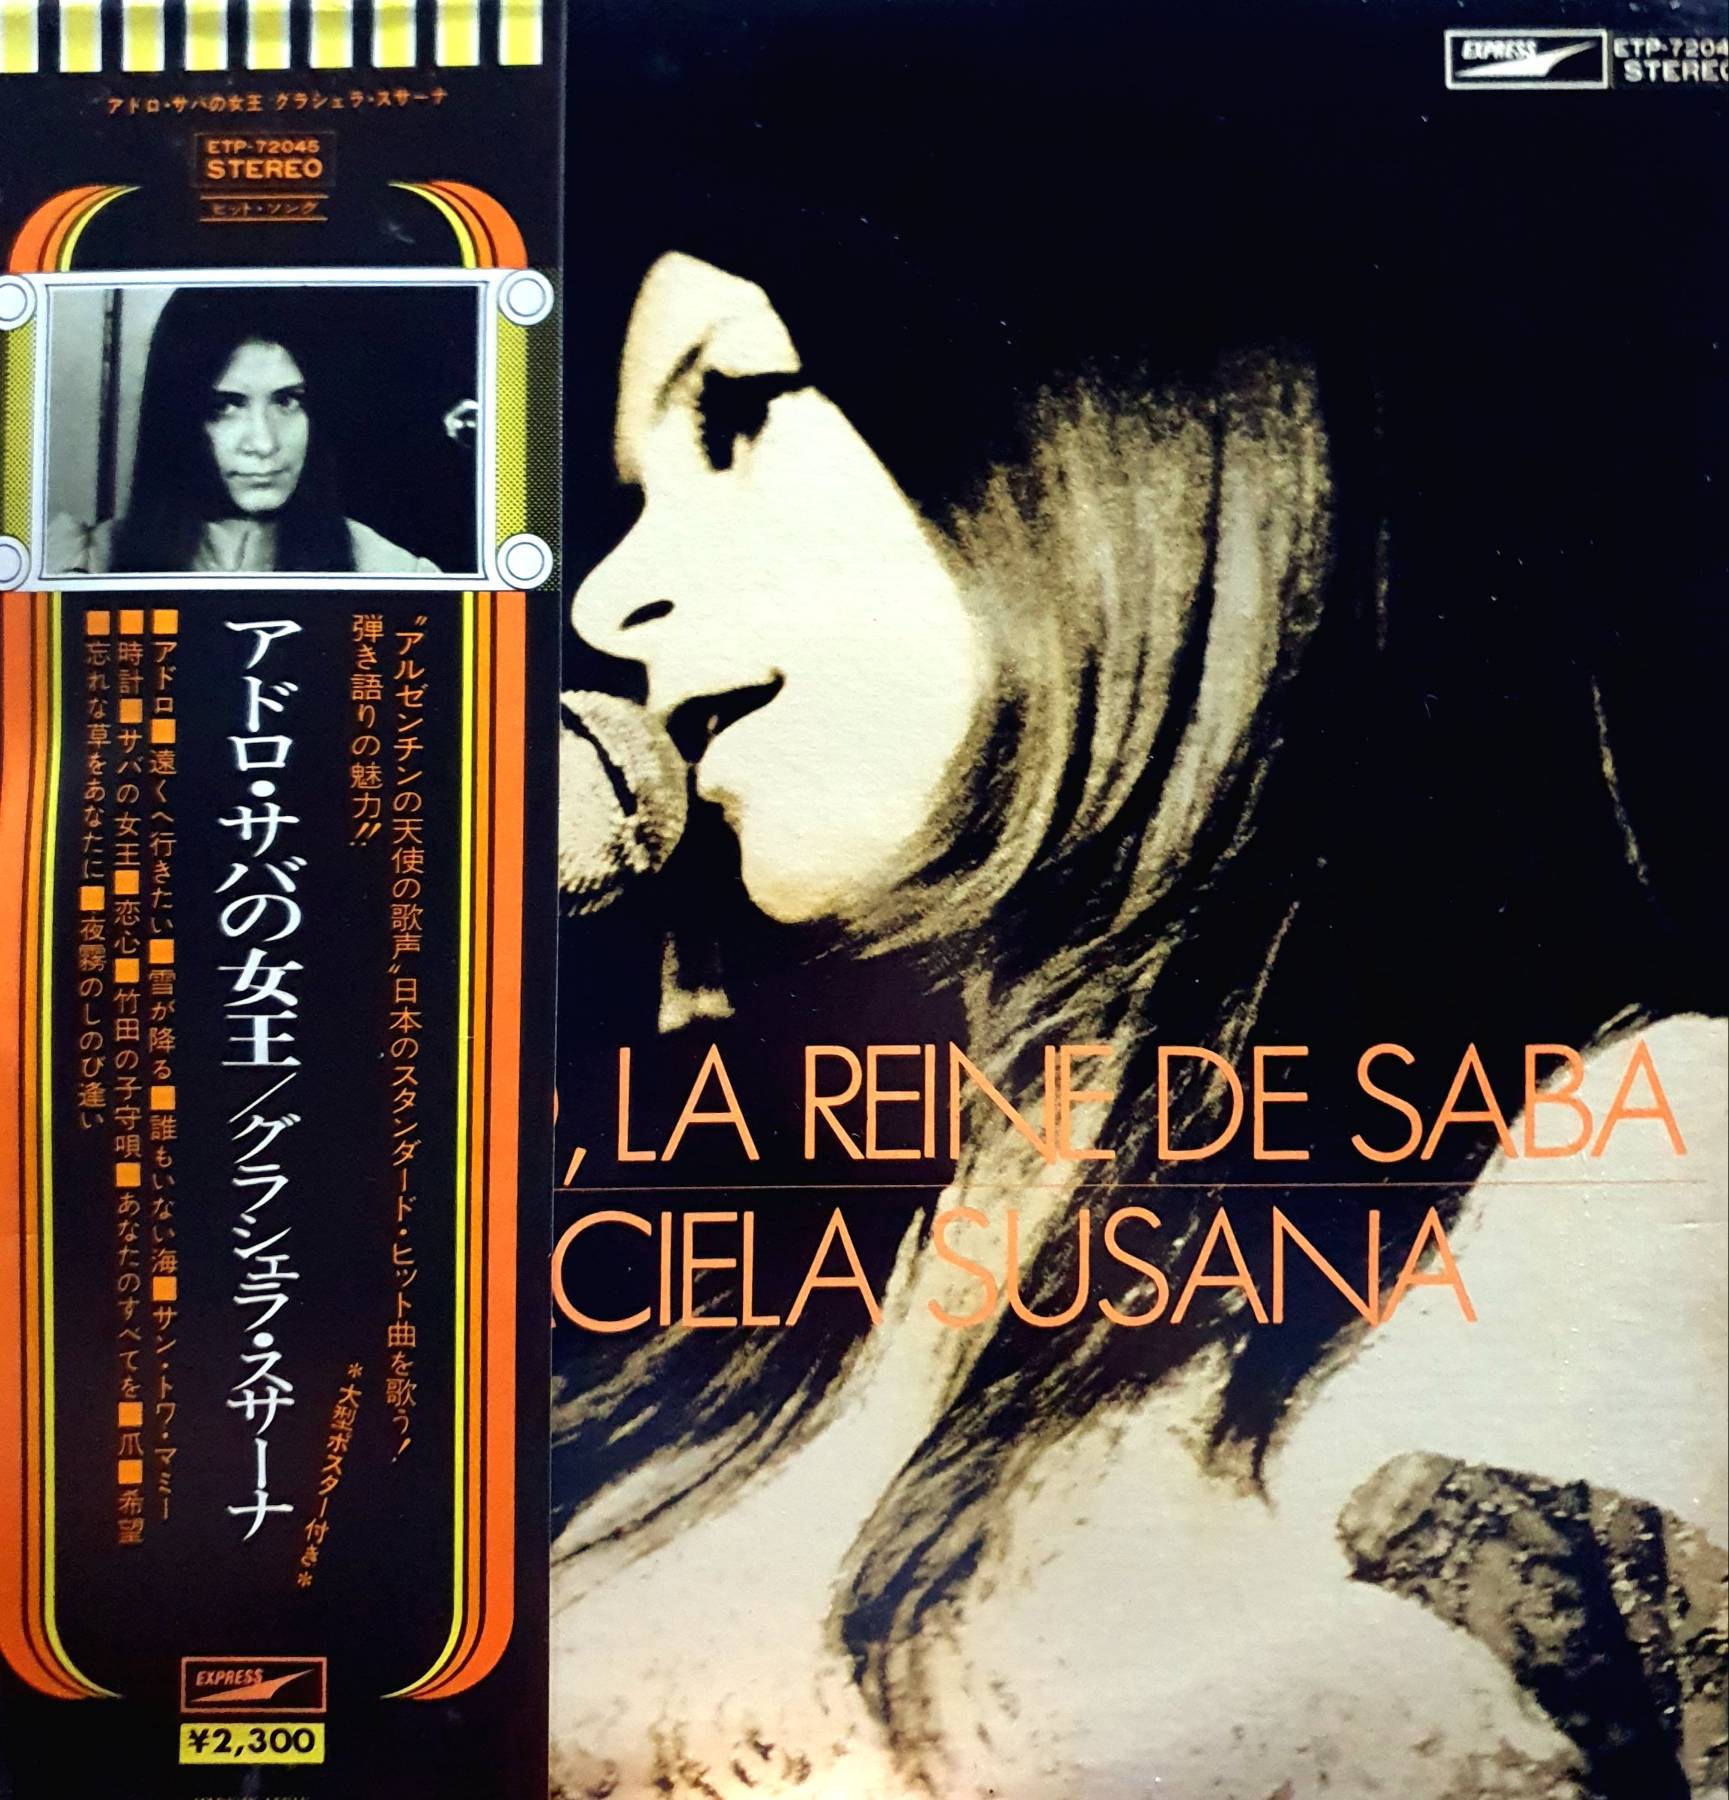 アドロ・サバの女王 グラシェラ・スサーナ
ETP-72045
STEREO
ヒット・ソング
〝アルゼンチンの天使の歌声〟日本のスタンダード・ヒット曲を歌う!
弾き語りの魅力!!
*大型ポスター付き*
アドロ・サバの女王/グラシェラ・スサーナ
■アドロ■遠くへ行きたい■雪が降る■誰もいない海■サン・トワ・マミー
■時計■サバの女王■恋心■竹田の子守唄■あなたのすべてを■爪■希望
■忘れな草をあなたに■夜霧のしのび逢い
EXPRESS
¥2,300
EXPRESS
ETP-7204
STEREO
, LA REINE DE SABA
CIELA SUSANA